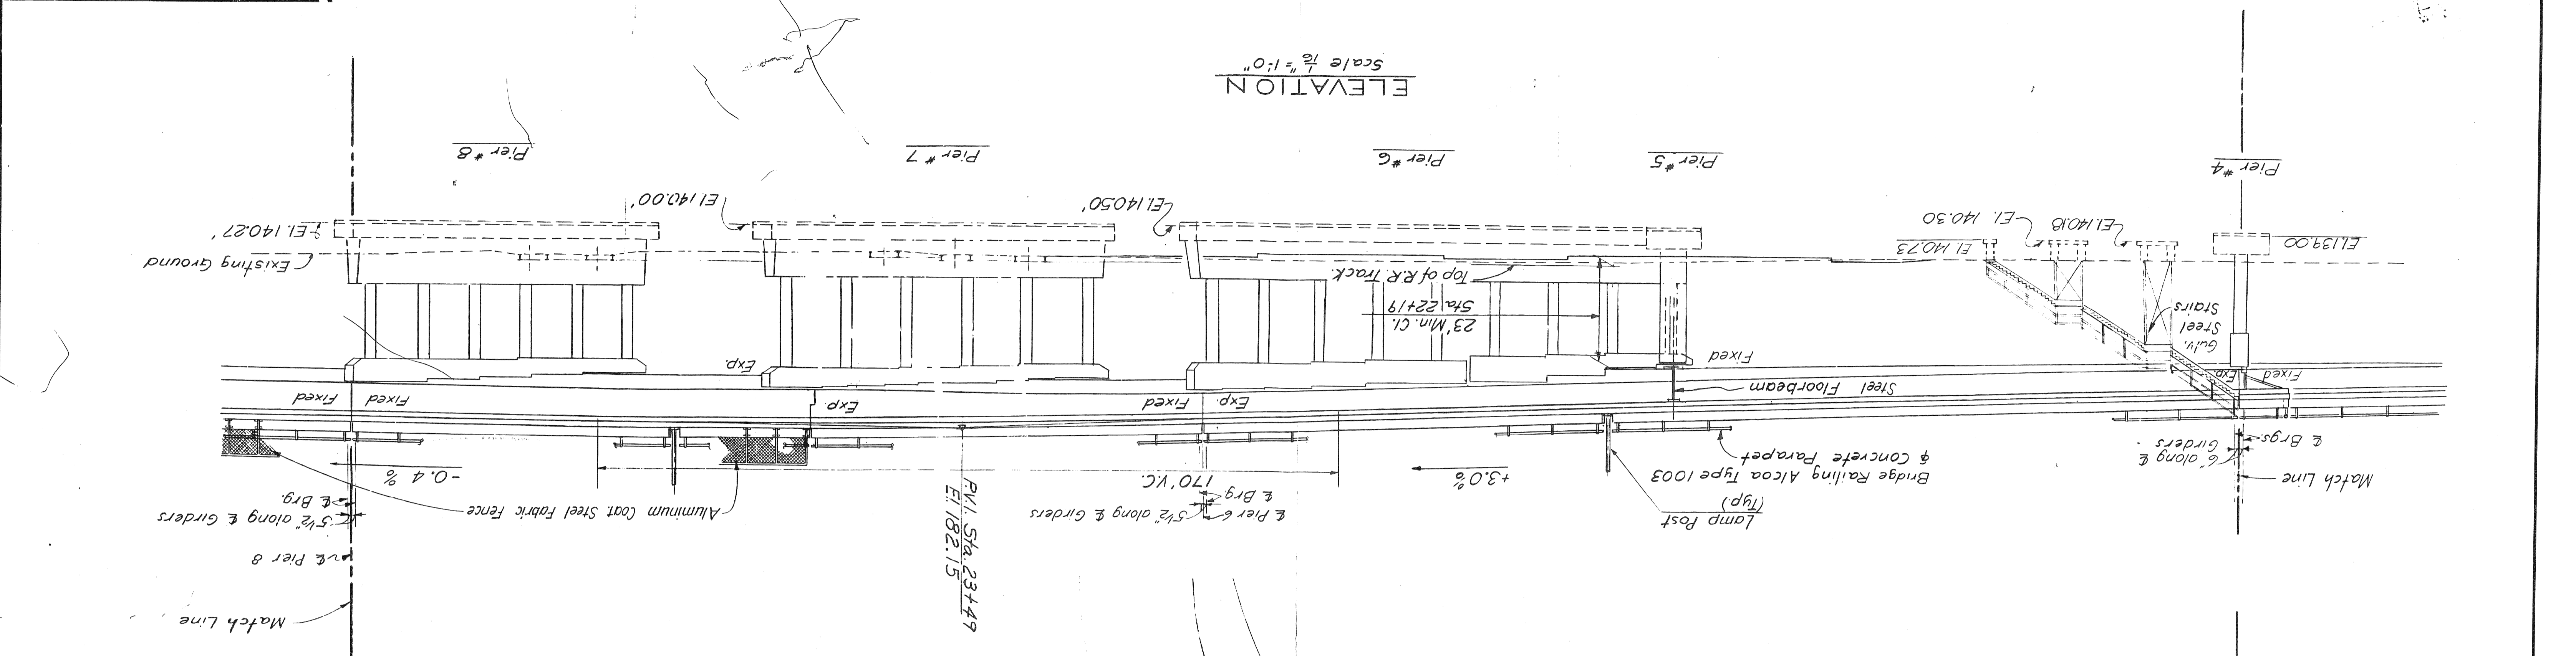 Match Line
Match Line
℄ Pier 8
5½" along ℄ Girders
℄ Brg.
P.V.I. Sta. 23+49
El. 182.15
℄ Pier 6
5½" along ℄ Girders
℄ Brg
Lamp Post
(Typ.)
Aluminum Coat Steel Fabric Fence
Match Line
6" along ℄
Girders
℄ Brgs.
Bridge Railing Alcoa Type 1003
& Concrete Parapet
+3.0%
170' V.C.
-0.4%
Fixed
Exp.
Steel Floorbeam
Fixed
Exp.
Fixed
Exp.
Exp.
Fixed
Fixed
Galv.
Steel
Stairs
23' Min. Cl.
Sta. 22+19
Top of R.R. Track
Existing Ground
El. 139.00
El. 140.18
El. 140.30
El. 140.73
El. 140.50'
El. 140.00'
El. 140.27'
Pier #4
Pier #5
Pier #6
Pier #7
Pier #8
ELEVATION
Scale 1/16" = 1'-0"